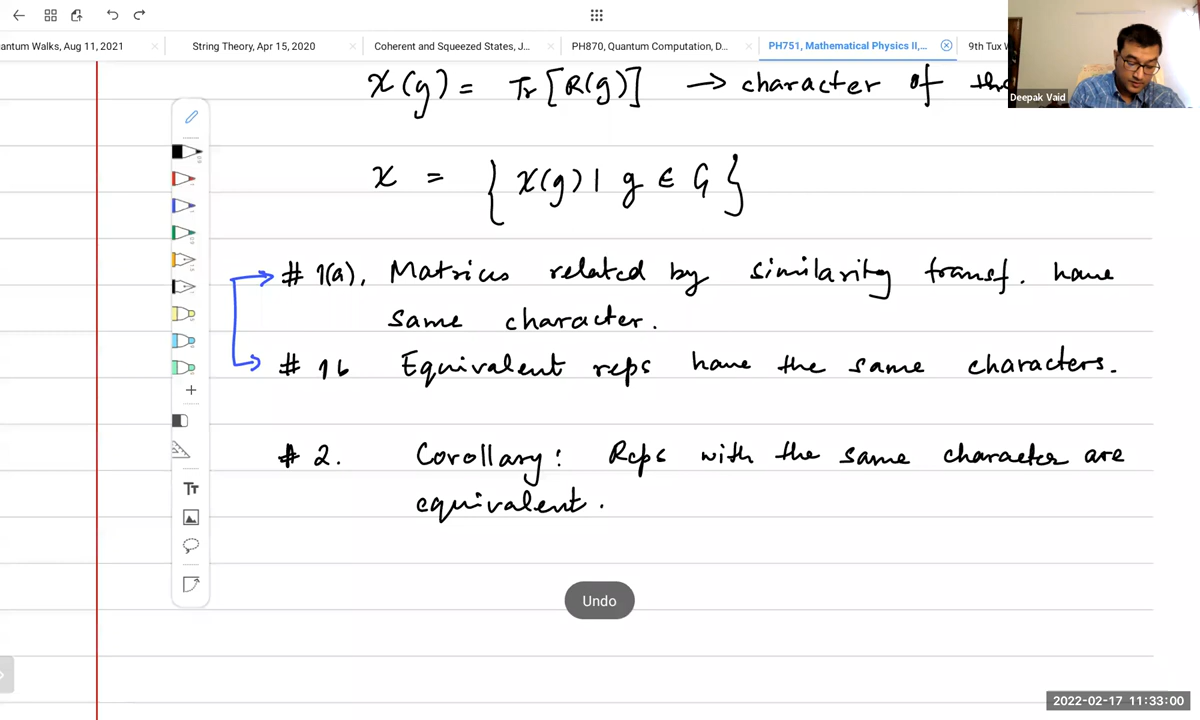 antum Walks, Aug 11, 2021
String Theory, Apr 15, 2020
Coherent and Squeezed States, J...
PH870, Quantum Computation, D...
PH751, Mathematical Physics II,...
9th Tux W
χ(g) = Tr [R(g)] → character of the
Deepak Vaid
χ = { χ(g) | g ∈ G }
# 1(a). Matrices related by similarity transf. have
same character.
# 1b Equivalent reps have the same characters.
# 2. Corollary: Reps with the same character are
equivalent.
TT
Undo
2022-02-17 11:33:00